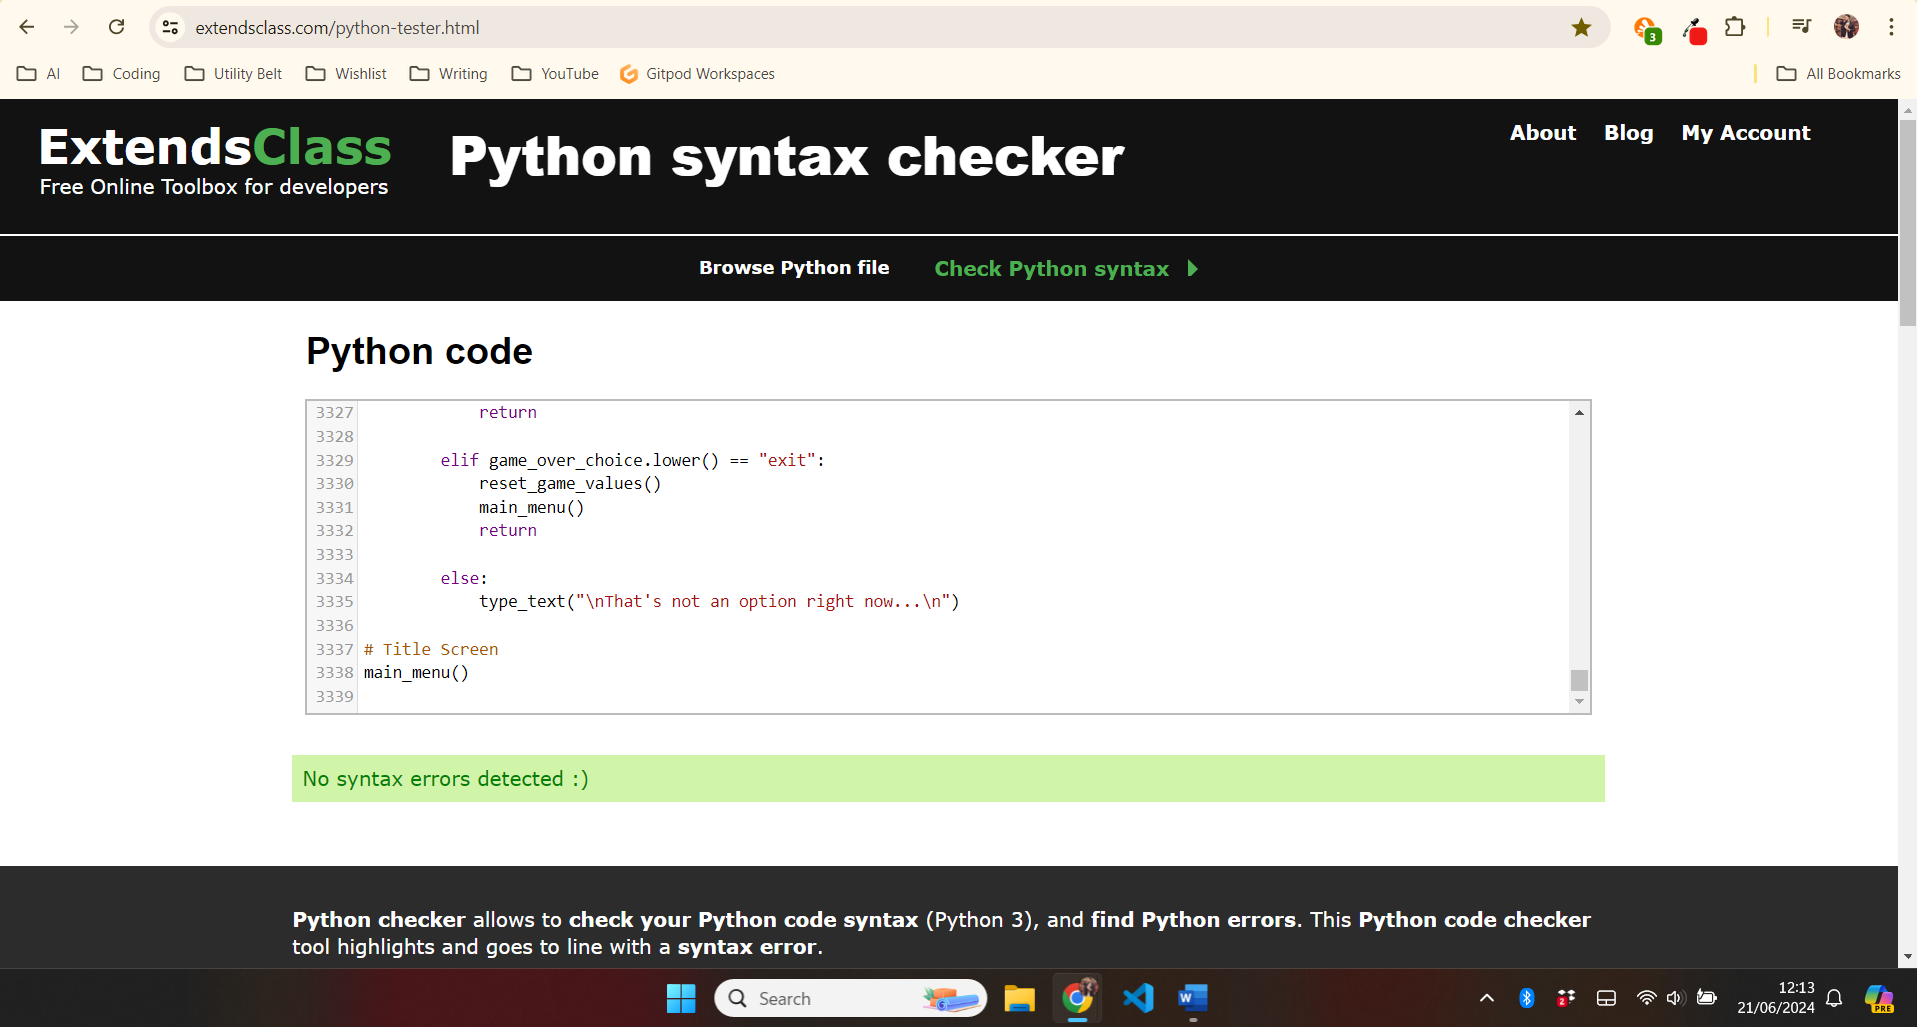 extendsclass.com/python-tester.html
3
AI Coding Utility Belt Wishlist Writing YouTube Gitpod Workspaces All Bookmarks
ExtendsClass
Free Online Toolbox for developers
Python syntax checker
About Blog My Account
Browse Python file Check Python syntax
Python code
3327 return
3328
3329 elif game_over_choice.lower() == "exit":
3330 reset_game_values()
3331 main_menu()
3332 return
3333
3334 else:
3335 type_text("\nThat's not an option right now...\n")
3336
3337 # Title Screen
3338 main_menu()
3339
No syntax errors detected :)
Python checker allows to check your Python code syntax (Python 3), and find Python errors. This Python code checker
tool highlights and goes to line with a syntax error.
Search
W
2
12:13
21/06/2024
PRE